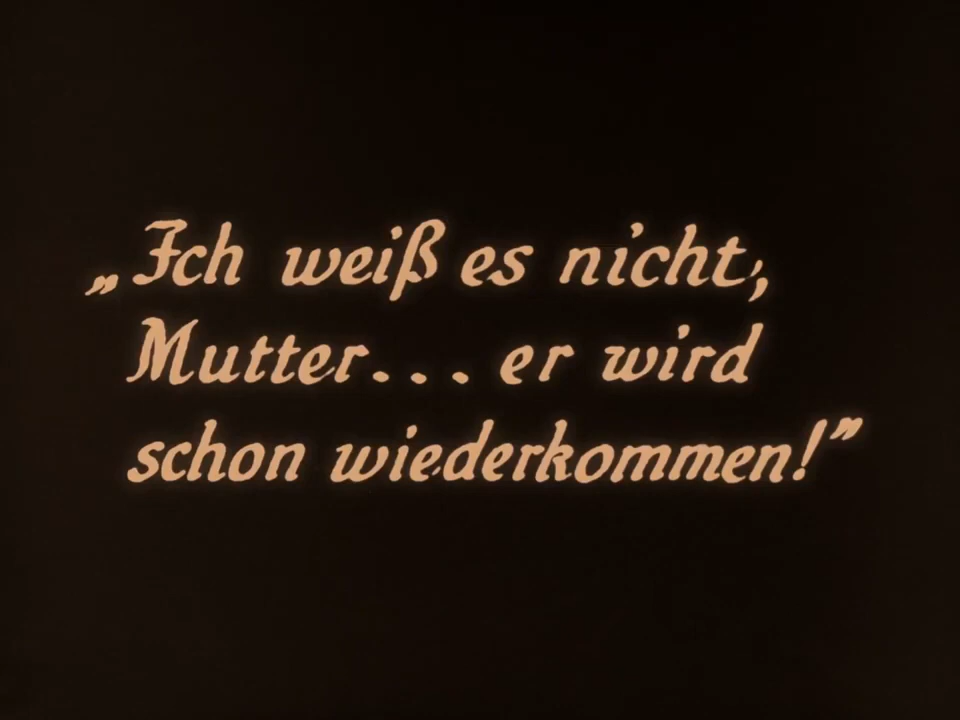 „Ich weiß es nicht,
Mutter... er wird
schon wiederkommen!”